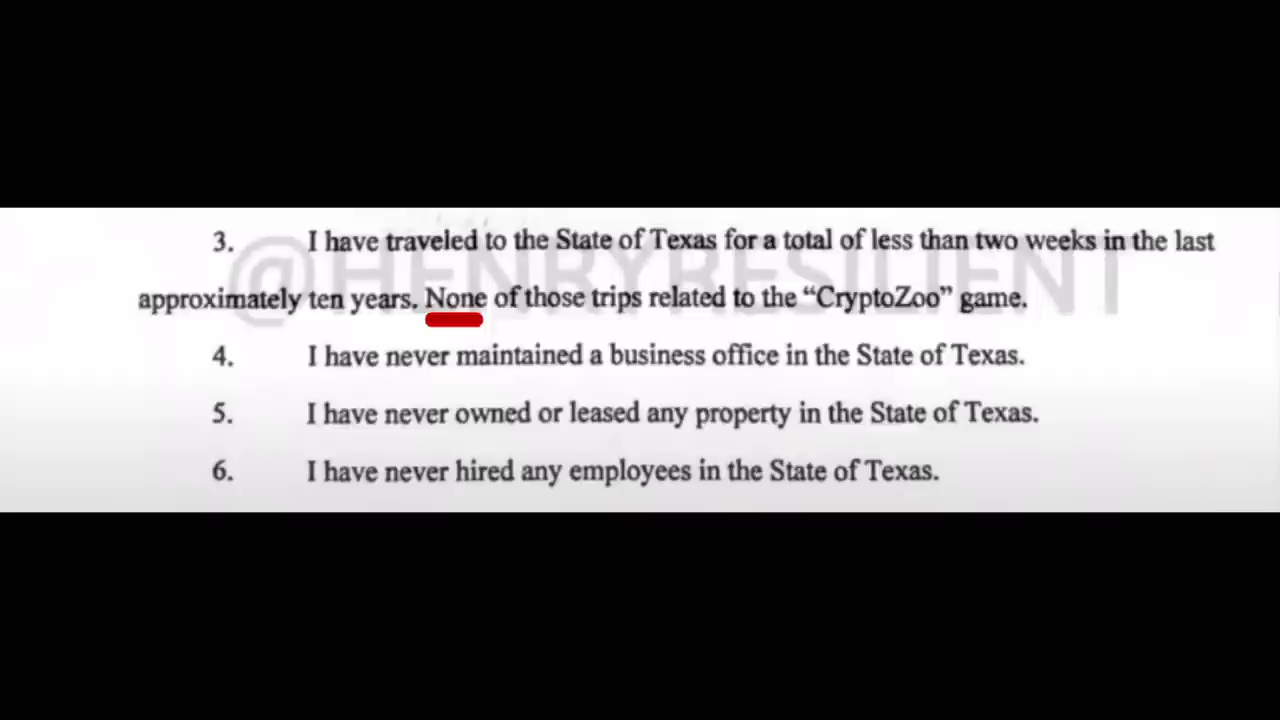 3. I have traveled to the State of Texas for a total of less than two weeks in the last
approximately ten years. None of those trips related to the “CryptoZoo” game.
@HENRYRESILIENT
4. I have never maintained a business office in the State of Texas.
5. I have never owned or leased any property in the State of Texas.
6. I have never hired any employees in the State of Texas.